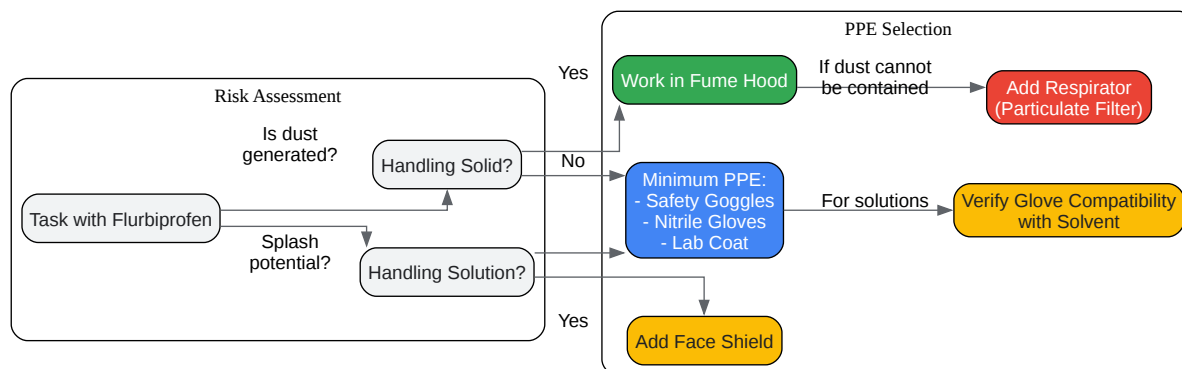 PPE Selection
Risk Assessment
Yes
Work in Fume Hood
If dust cannot
be contained
Add Respirator
(Particulate Filter)
Is dust
generated?
Handling Solid?
No
Minimum PPE:
- Safety Goggles
- Nitrile Gloves
- Lab Coat
For solutions
Verify Glove Compatibility
with Solvent
Task with Flurbiprofen
Splash
potential?
Handling Solution?
Yes
Add Face Shield